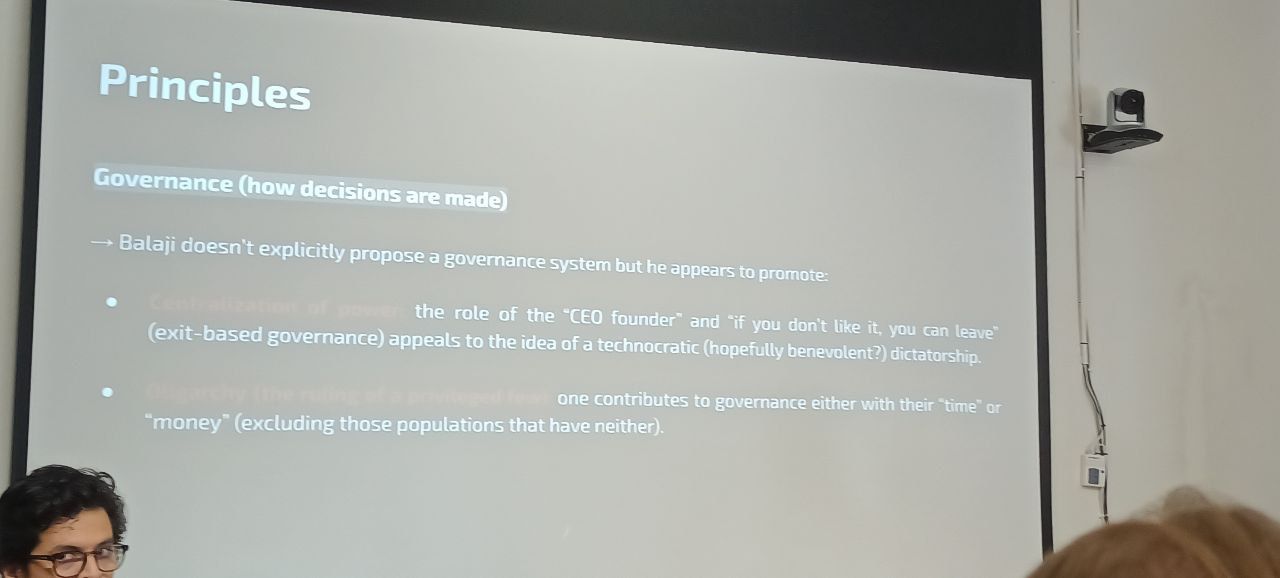 Principles
Governance (how decisions are made)
→ Balaji doesn't explicitly propose a governance system but he appears to promote:
● Centralization of power: the role of the “CEO founder” and “if you don't like it, you can leave”
(exit-based governance) appeals to the idea of a technocratic (hopefully benevolent?) dictatorship.
● Oligarchy (the ruling of a privileged few): one contributes to governance either with their “time” or
“money” (excluding those populations that have neither).